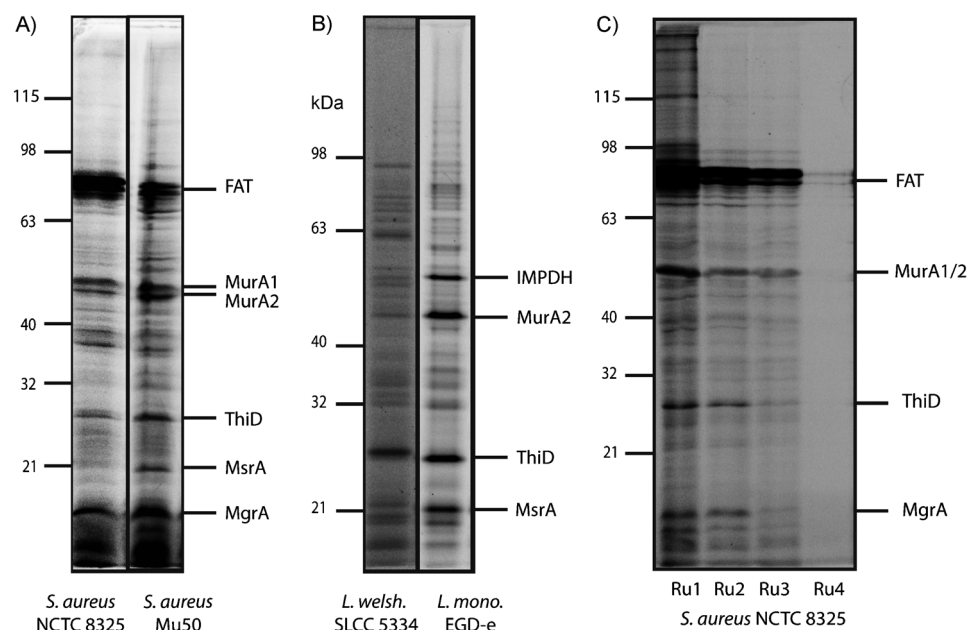 A)
115
98
63
40
32
21
FAT
MurA1
MurA2
ThiD
MsrA
MgrA
S. aureus
NCTC 8325
S. aureus
Mu50
B)
kDa
98
63
40
32
21
IMPDH
MurA2
ThiD
MsrA
L. welsh.
SLCC 5334
L. mono.
EGD-e
C)
115
98
63
40
32
21
FAT
MurA1/2
ThiD
MgrA
Ru1 Ru2 Ru3 Ru4
S. aureus NCTC 8325